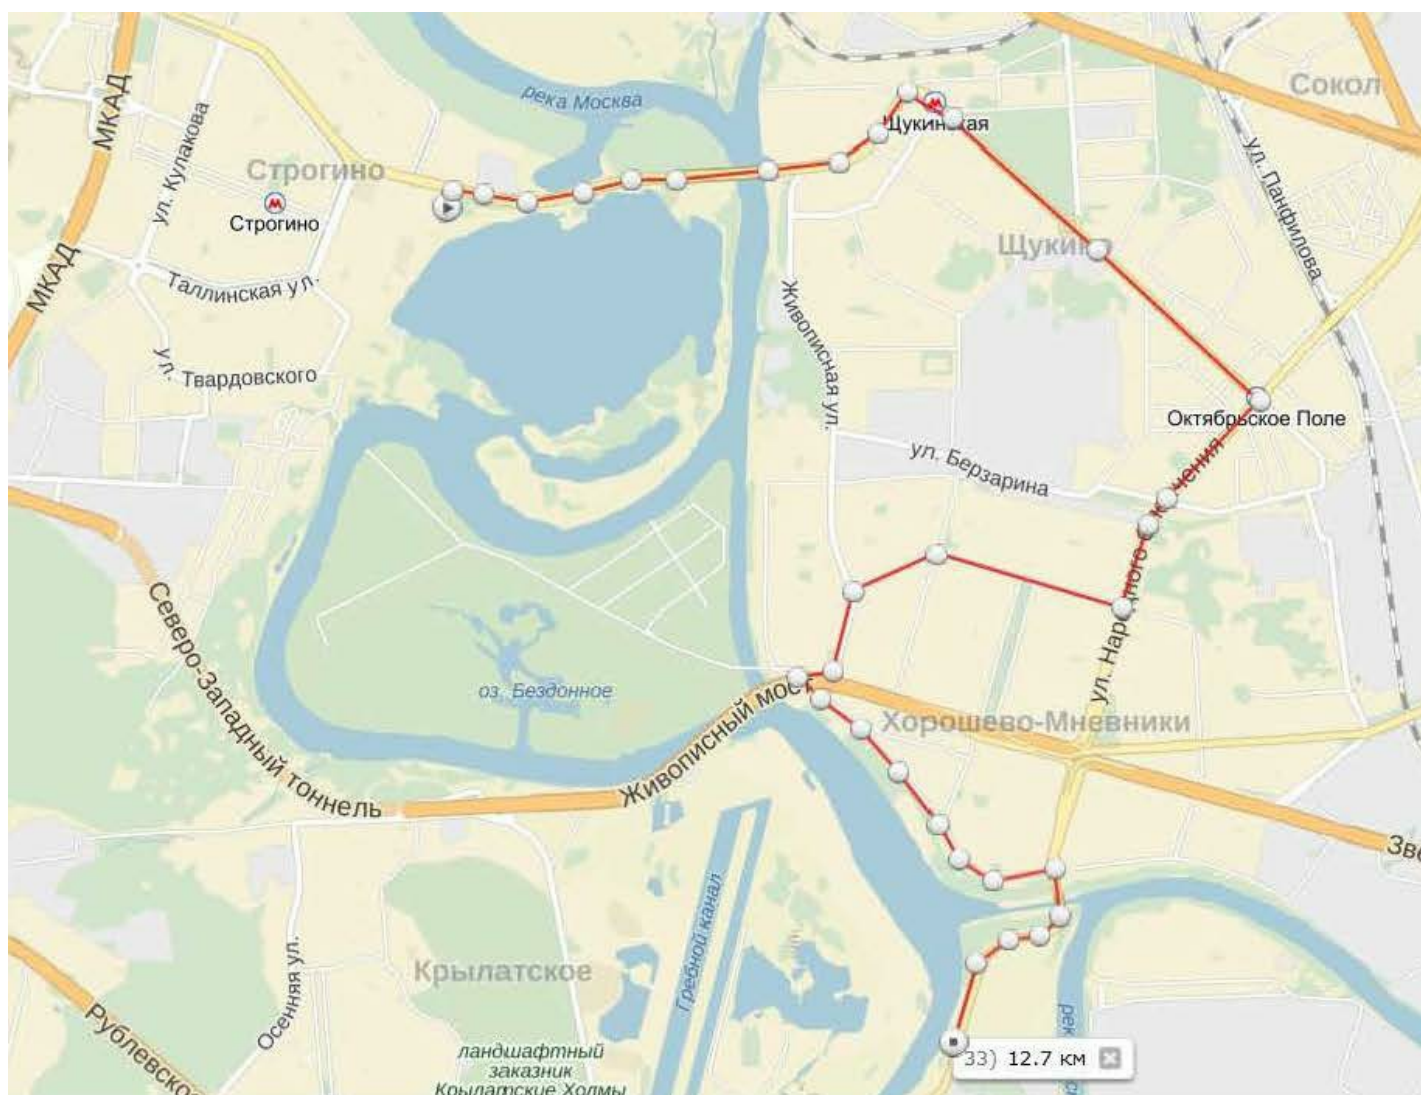 МКАД
река Москва
Сокол
Щукинская
ул. Кулакова
Строгино
ул. Панфилова
Строгино
Щукино
МКАД
Таллинская ул.
Живописная ул.
ул. Твардовского
Октябрьское Поле
ул. Берзарина
ул. Народного Ополчения
Северо-Западный тоннель
оз. Бездонное
Живописный мост
Хорошево-Мневники
Гребной канал
Крылатское
Осенняя ул.
Рублевско
ландшафтный
заказник
Крылатские Холмы
33) 12.7 км